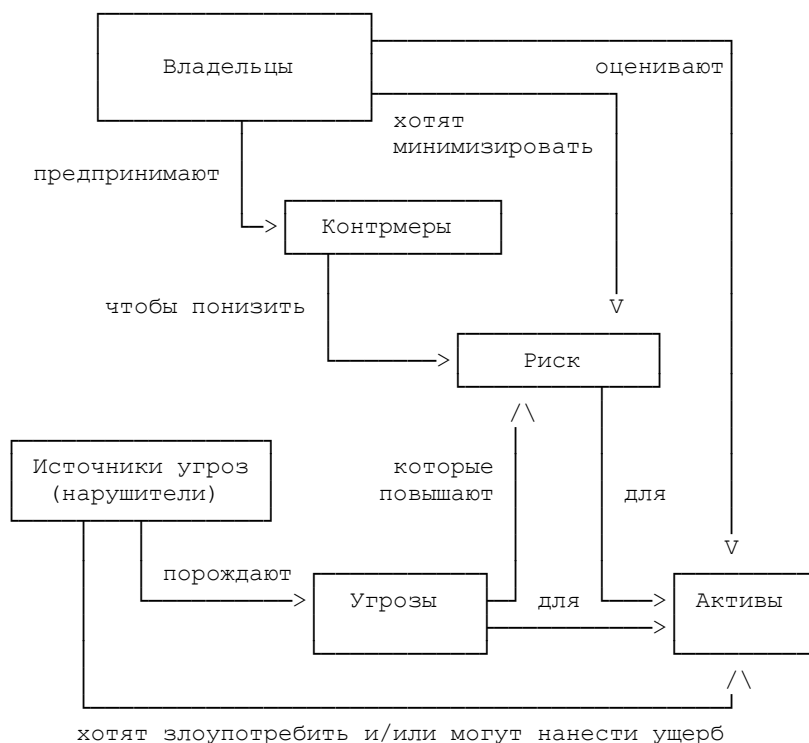 Владельцы
оценивают
хотят
минимизировать
предпринимают
Контрмеры
чтобы понизить
Риск
Источники угроз
(нарушители)
которые
повышают
для
порождают
Угрозы
для
Активы
хотят злоупотребить и/или могут нанести ущерб